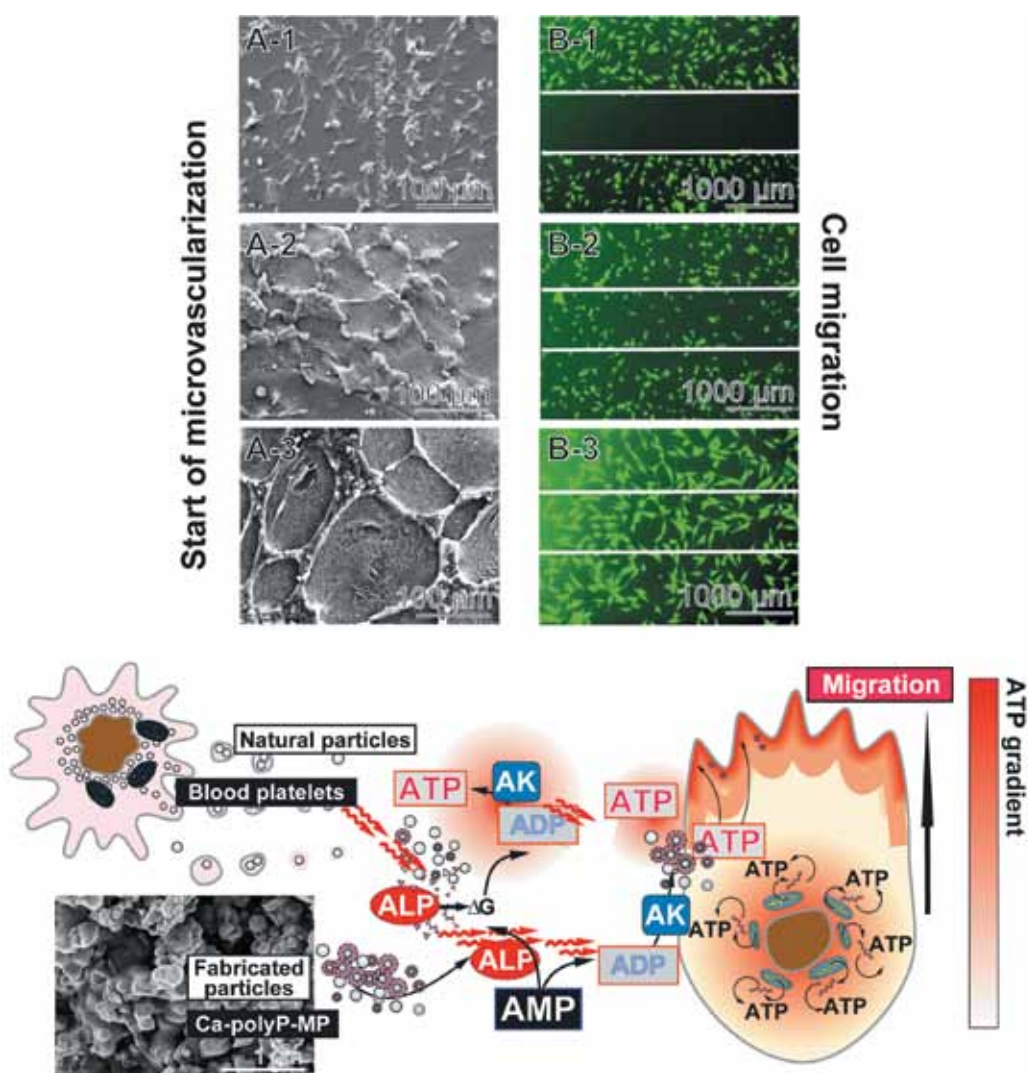 A-1
100 µm
B-1
1000 µm
A-2
100 µm
B-2
1000 µm
A-3
100 µm
B-3
1000 µm
Start of microvascularization
Cell migration
Natural particles
Blood platelets
ATP
AK
ADP
ALP
ΔG
ALP
AMP
Fabricated
particles
Ca-polyP-MP
ATP
ATP
AK
ADP
Migration
ATP gradient
ATP
ATP
ATP
ATP
ATP
ATP